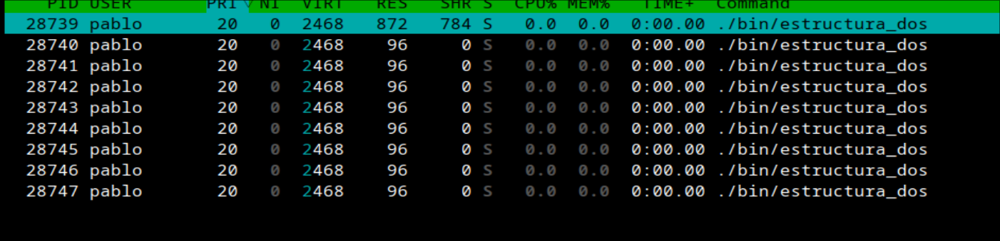 PID USER PRI ▽ NI VIRT RES SHR S CPU% MEM% TIME+ Command
28739 pablo 20 0 2468 872 784 S 0.0 0.0 0:00.00 ./bin/estructura_dos
28740 pablo 20 0 2468 96 0 S 0.0 0.0 0:00.00 ./bin/estructura_dos
28741 pablo 20 0 2468 96 0 S 0.0 0.0 0:00.00 ./bin/estructura_dos
28742 pablo 20 0 2468 96 0 S 0.0 0.0 0:00.00 ./bin/estructura_dos
28743 pablo 20 0 2468 96 0 S 0.0 0.0 0:00.00 ./bin/estructura_dos
28744 pablo 20 0 2468 96 0 S 0.0 0.0 0:00.00 ./bin/estructura_dos
28745 pablo 20 0 2468 96 0 S 0.0 0.0 0:00.00 ./bin/estructura_dos
28746 pablo 20 0 2468 96 0 S 0.0 0.0 0:00.00 ./bin/estructura_dos
28747 pablo 20 0 2468 96 0 S 0.0 0.0 0:00.00 ./bin/estructura_dos